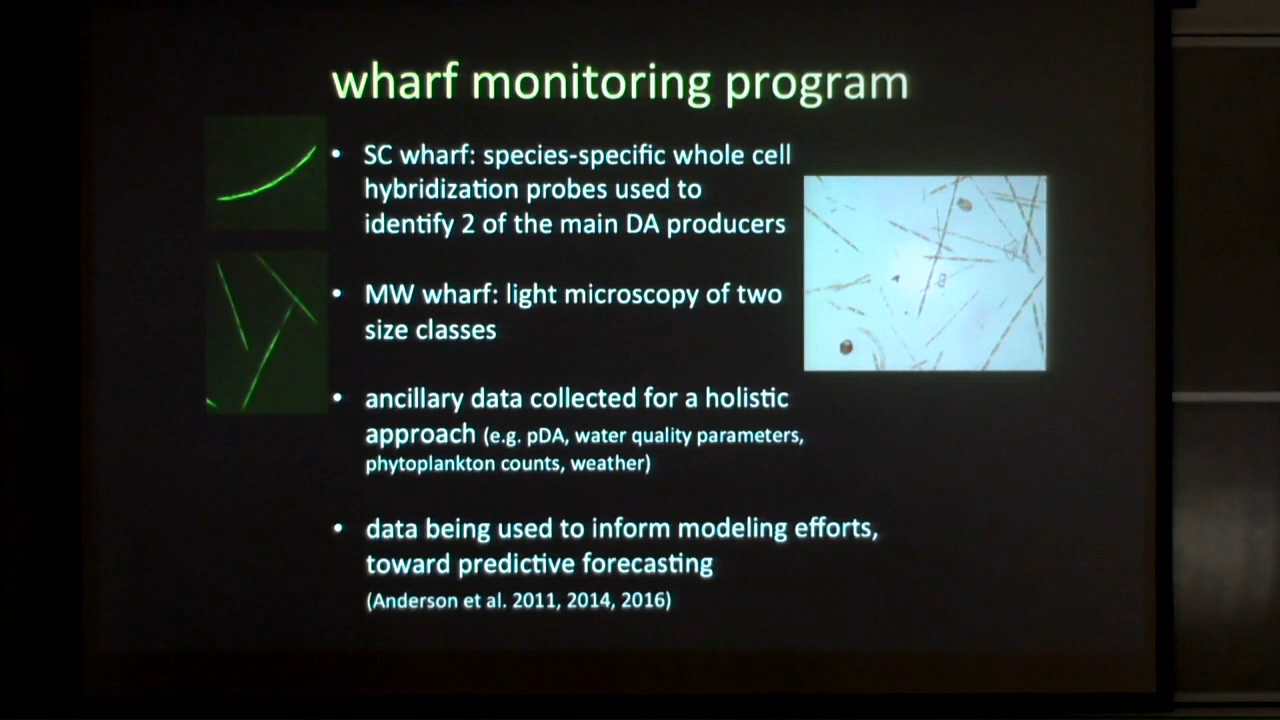 wharf monitoring program
• SC wharf: species-specific whole cell
hybridization probes used to
identify 2 of the main DA producers
• MW wharf: light microscopy of two
size classes
• ancillary data collected for a holistic
approach (e.g. pDA, water quality parameters,
phytoplankton counts, weather)
• data being used to inform modeling efforts,
toward predictive forecasting
(Anderson et al. 2011, 2014, 2016)